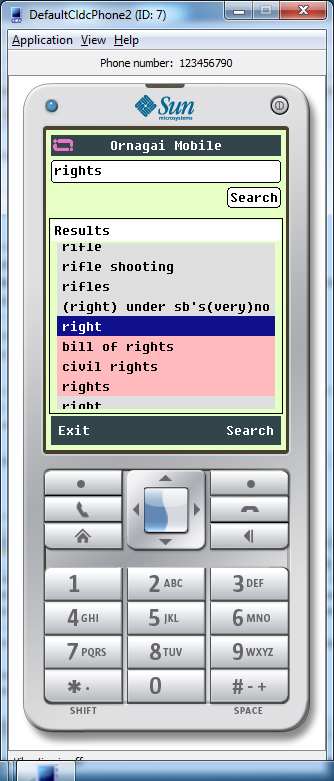 DefaultCldcPhone2 (ID: 7)
Application View Help
Phone number: 123456790
Sun
microsystems
Ornagai Mobile
rights
Search
Results
rifle
rifle shooting
rifles
(right) under sb's(very)no
right
bill of rights
civil rights
rights
right
Exit Search
1 2 ABC 3 DEF
4 GHI 5 JKL 6 MNO
7 PQRS 8 TUV 9 WXYZ
* . 0 # - +
SHIFT SPACE